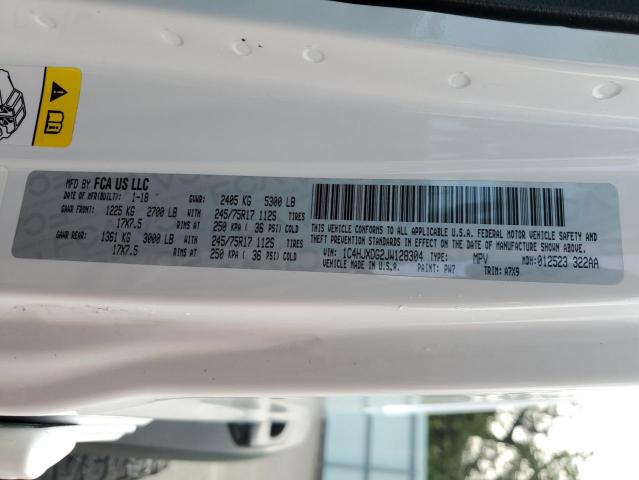 MFD BY FCA US LLC
DATE OF MFR(BUILT): 1-18 GVWR: 2405 KG 5300 LB
GAWR FRONT: 1225 KG 2700 LB WITH 245/75R17 112S TIRES
17X7.5 RIMS AT 250 KPA ( 36 PSI) COLD
GAWR REAR: 1361 KG 3000 LB WITH 245/75R17 112S TIRES
17X7.5 RIMS AT 250 KPA ( 36 PSI) COLD
THIS VEHICLE CONFORMS TO ALL APPLICABLE U.S.A. FEDERAL MOTOR VEHICLE SAFETY AND
THEFT PREVENTION STANDARDS IN EFFECT ON THE DATE OF MANUFACTURE SHOWN ABOVE.
VIN: 1C4HJXDG2JW128304 TYPE: MPV MDH: 012523 322AA
VEHICLE MADE IN U.S.A. PAINT: PW7 TRIM: A7X9